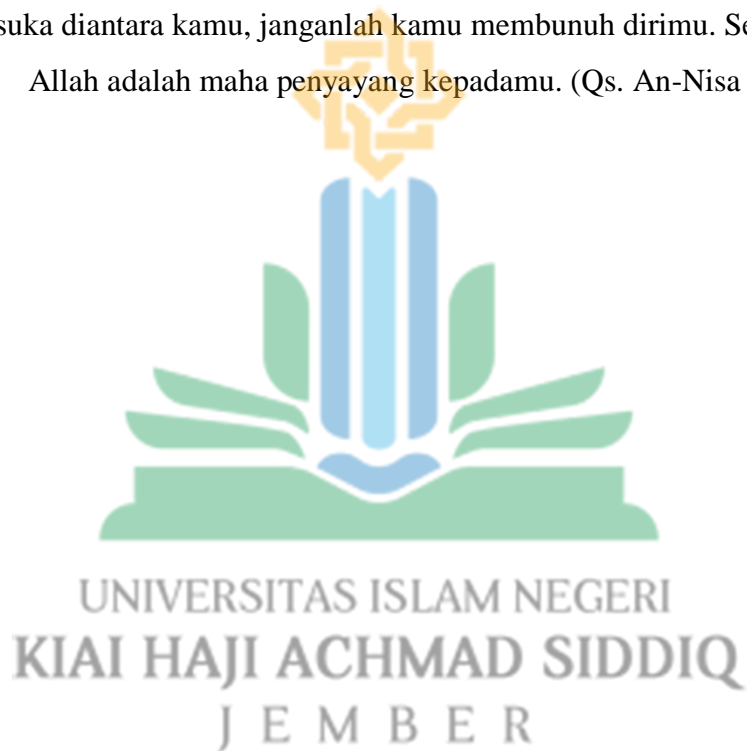 suka diantara kamu, janganlah kamu membunuh dirimu. Se
Allah adalah maha penyayang kepadamu. (Qs. An-Nisa
UNIVERSITAS ISLAM NEGERI
KIAI HAJI ACHMAD SIDDIQ
JEMBER